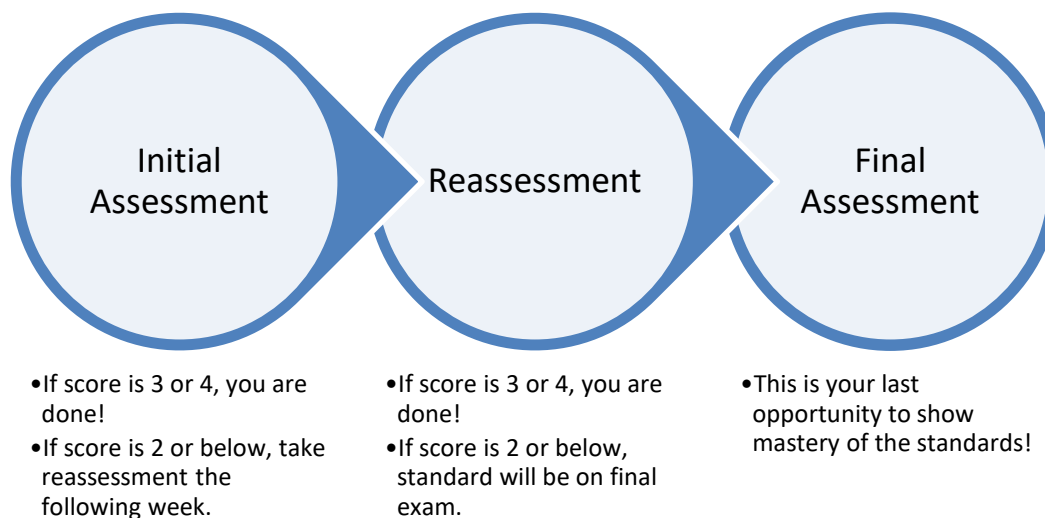 Initial
Assessment
Reassessment
Final
Assessment
•If score is 3 or 4, you are
done!
•If score is 2 or below, take
reassessment the
following week.
•If score is 3 or 4, you are
done!
•If score is 2 or below,
standard will be on final
exam.
•This is your last
opportunity to show
mastery of the standards!